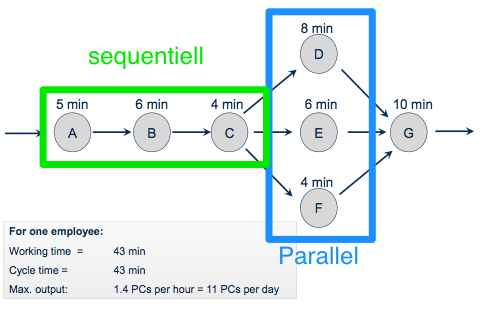 8 min
D
sequentiell
5 min 6 min 4 min 6 min 10 min
A B C E G
4 min
F
For one employee:
Working time = 43 min
Cycle time = 43 min
Max. output: 1.4 PCs per hour = 11 PCs per day
Parallel